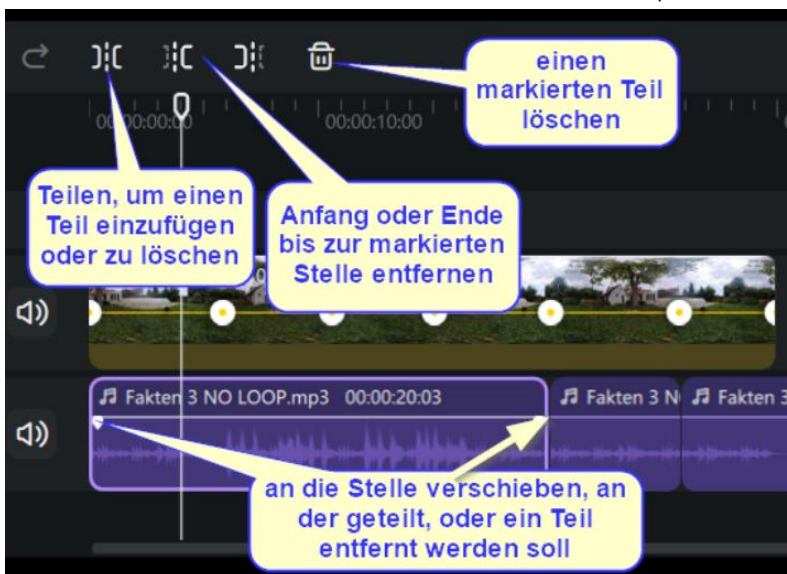 einen
markierten Teil
löschen
00:00:00:00
00:00:10:00
Teilen, um einen
Teil einzufügen
oder zu löschen
Anfang oder Ende
bis zur markierten
Stelle entfernen
Fakten 3 NO LOOP.mp3 00:00:20:03
Fakten 3 N
Fakten 3
an die Stelle verschieben, an
der geteilt, oder ein Teil
entfernt werden soll